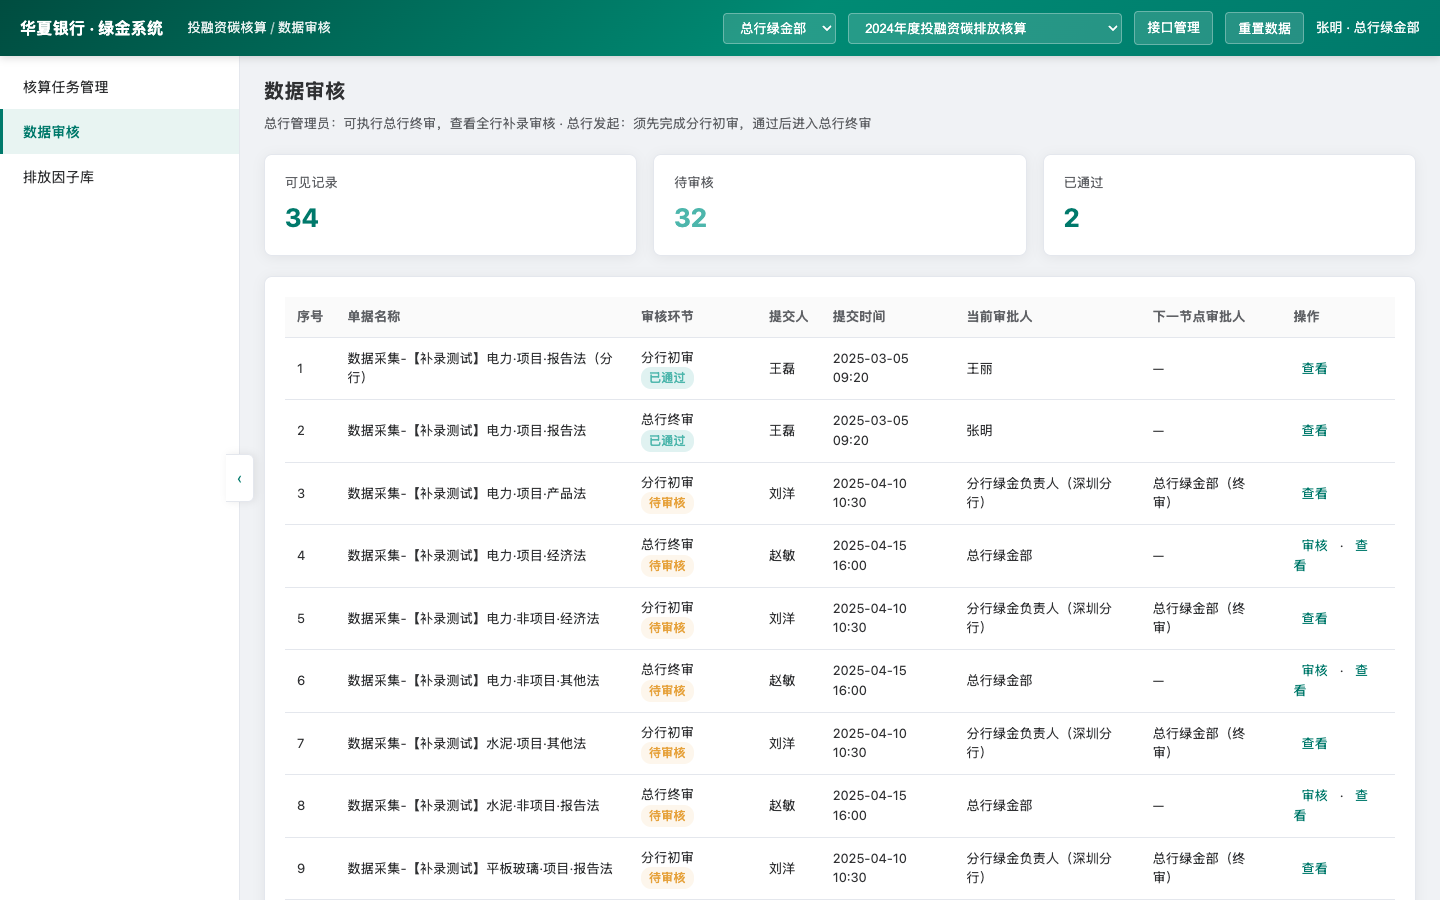 华夏银行 · 绿金系统 投融资碳核算 / 数据审核 总行绿金部 2024年度投融资碳排放核算 接口管理 重置数据 张明 · 总行绿金部
核算任务管理
数据审核
排放因子库
‹
数据审核
总行管理员：可执行总行终审，查看全行补录审核 · 总行发起：须先完成分行初审，通过后进入总行终审
可见记录
34
待审核
32
已通过
2
序号 单据名称 审核环节 提交人 提交时间 当前审批人 下一节点审批人 操作
1 数据采集-【补录测试】电力·项目·报告法（分行） 分行初审 已通过 王磊 2025-03-05 09:20 王丽 — 查看
2 数据采集-【补录测试】电力·项目·报告法 总行终审 已通过 王磊 2025-03-05 09:20 张明 — 查看
3 数据采集-【补录测试】电力·项目·产品法 分行初审 待审核 刘洋 2025-04-10 10:30 分行绿金负责人（深圳分行） 总行绿金部（终审） 查看
4 数据采集-【补录测试】电力·项目·经济法 总行终审 待审核 赵敏 2025-04-15 16:00 总行绿金部 — 审核 · 查看
5 数据采集-【补录测试】电力·非项目·经济法 分行初审 待审核 刘洋 2025-04-10 10:30 分行绿金负责人（深圳分行） 总行绿金部（终审） 查看
6 数据采集-【补录测试】电力·非项目·其他法 总行终审 待审核 赵敏 2025-04-15 16:00 总行绿金部 — 审核 · 查看
7 数据采集-【补录测试】水泥·项目·其他法 分行初审 待审核 刘洋 2025-04-10 10:30 分行绿金负责人（深圳分行） 总行绿金部（终审） 查看
8 数据采集-【补录测试】水泥·非项目·报告法 总行终审 待审核 赵敏 2025-04-15 16:00 总行绿金部 — 审核 · 查看
9 数据采集-【补录测试】平板玻璃·项目·报告法 分行初审 待审核 刘洋 2025-04-10 10:30 分行绿金负责人（深圳分行） 总行绿金部（终审） 查看